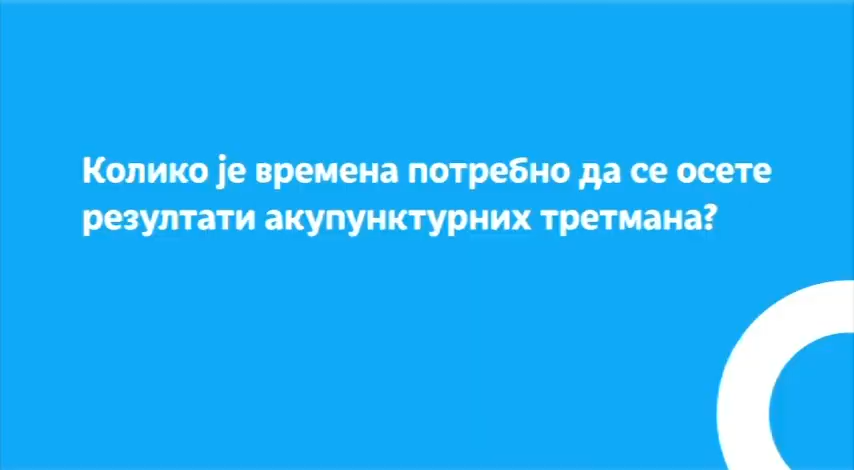 Колико је времена потребно да се осете
резултати акупунктурних третмана?